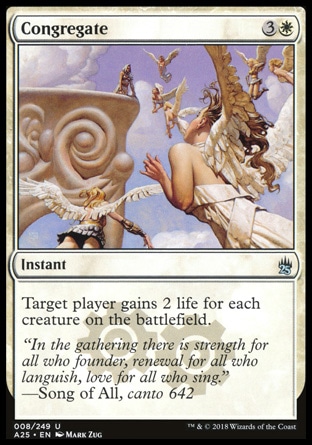 Congregate 3
Instant 25
Target player gains 2 life for each
creature on the battlefield.
“In the gathering there is strength for
all who founder, renewal for all who
languish, love for all who sing.”
—Song of All, canto 642
008/249 U
A25 • EN Mark Zug
™ & © 2018 Wizards of the Coast